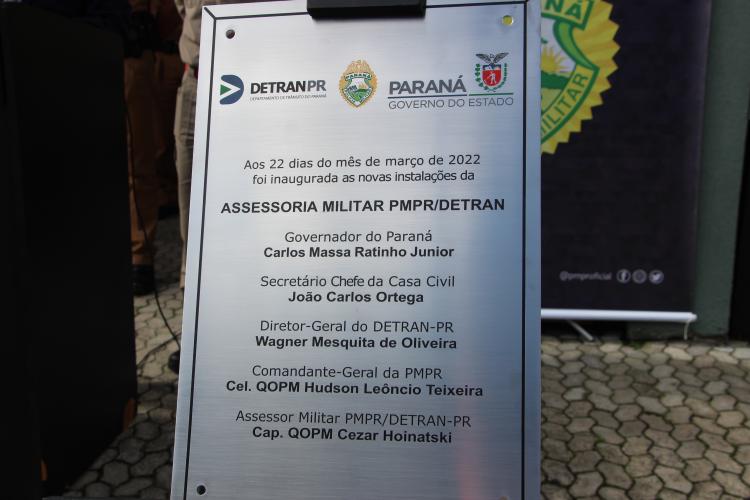 DETRANPR
DEPARTAMENTO DE TRÂNSITO DO PARANÁ
PARANÁ
PARANÁ
GOVERNO DO ESTADO
Aos 22 dias do mês de março de 2022
foi inaugurada as novas instalações da
ASSESSORIA MILITAR PMPR/DETRAN
Governador do Paraná
Carlos Massa Ratinho Junior
Secretário Chefe da Casa Civil
João Carlos Ortega
Diretor-Geral do DETRAN-PR
Wagner Mesquita de Oliveira
Comandante-Geral da PMPR
Cel. QOPM Hudson Leôncio Teixeira
Assessor Militar PMPR/DETRAN-PR
Cap. QOPM Cezar Hoinatski
PARANÁ
MILITAR
@pmproficial